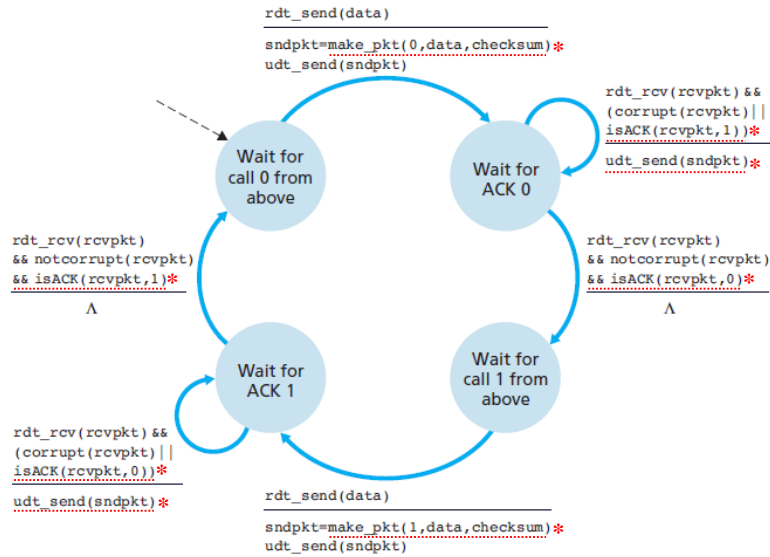 rdt_send(data)
sndpkt=make_pkt(0,data,checksum)*
udt_send(sndpkt)
rdt_rcv(rcvpkt) &&
(corrupt(rcvpkt)||
isACK(rcvpkt,1))*
udt_send(sndpkt)*
Wait for
call 0 from
above
Wait for
ACK 0
rdt_rcv(rcvpkt)
&& notcorrupt(rcvpkt)
&& isACK(rcvpkt,1)*
Λ
rdt_rcv(rcvpkt)
&& notcorrupt(rcvpkt)
&& isACK(rcvpkt,0)*
Λ
Wait for
ACK 1
Wait for
call 1 from
above
rdt_rcv(rcvpkt) &&
(corrupt(rcvpkt)||
isACK(rcvpkt,0))*
udt_send(sndpkt)*
rdt_send(data)
sndpkt=make_pkt(1,data,checksum)*
udt_send(sndpkt)